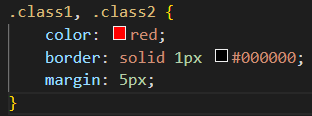 .class1, .class2 {
    color: red;
    border: solid 1px #000000;
    margin: 5px;
}